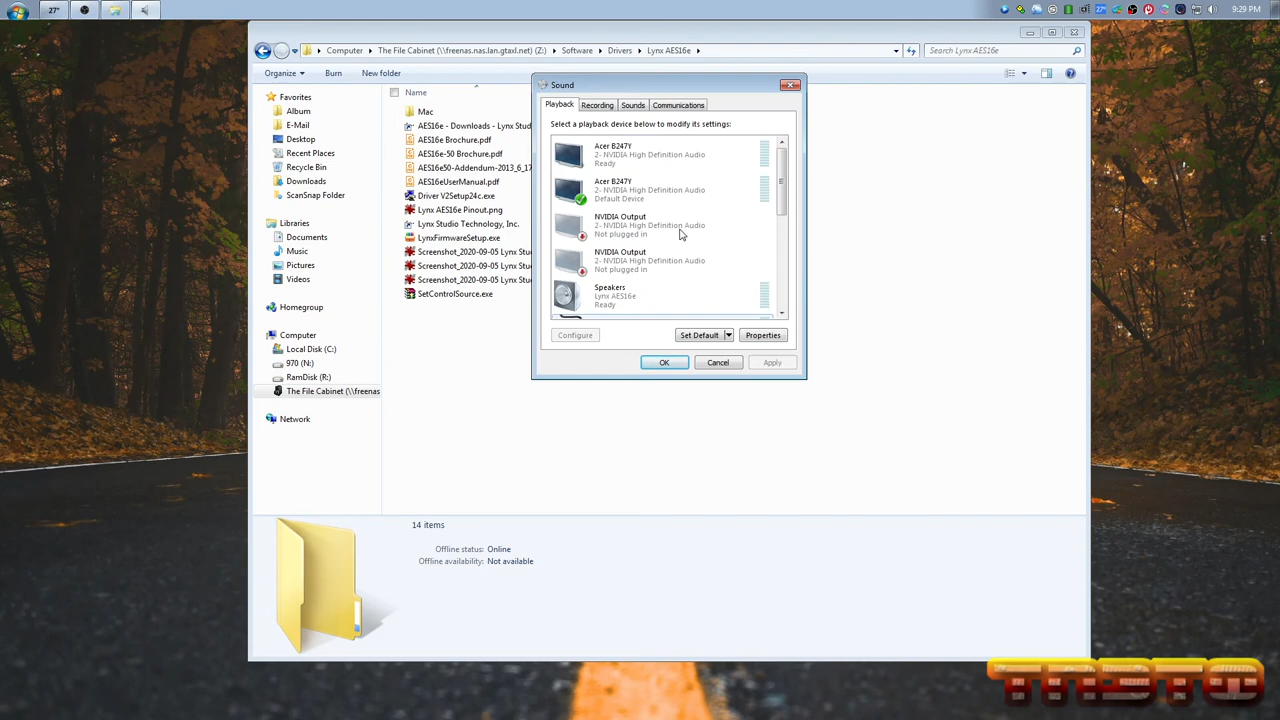 27°
27°
9:29 PM
Computer
The File Cabinet (\\freenas.nas.lan.gtaxl.net) (Z:)
Software
Drivers
Lynx AES16e
Search Lynx AES16e
Organize
Burn
New folder
Favorites
Album
E-Mail
Desktop
Recent Places
Recycle Bin
Downloads
ScanSnap Folder
Libraries
Documents
Music
Pictures
Videos
Homegroup
Computer
Local Disk (C:)
970 (N:)
RamDisk (R:)
The File Cabinet (\\freenas
Network
Name
Mac
AES16e - Downloads - Lynx Stud
AES16e Brochure.pdf
AES16e-50 Brochure.pdf
AES16e50-Addendum-2013_6_17
AES16eUserManual.pdf
Driver V2Setup24c.exe
Lynx AES16e Pinout.png
Lynx Studio Technology, Inc.
LynxFirmwareSetup.exe
Screenshot_2020-09-05 Lynx Stu
Screenshot_2020-09-05 Lynx Stu
Screenshot_2020-09-05 Lynx Stu
SetControlSource.exe
Sound
Playback
Recording
Sounds
Communications
Select a playback device below to modify its settings:
Acer B247Y
2- NVIDIA High Definition Audio
Ready
Acer B247Y
2- NVIDIA High Definition Audio
Default Device
NVIDIA Output
2- NVIDIA High Definition Audio
Not plugged in
NVIDIA Output
2- NVIDIA High Definition Audio
Not plugged in
Speakers
Lynx AES16e
Ready
Configure
Set Default
Properties
OK
Cancel
Apply
14 items
Offline status: Online
Offline availability: Not available